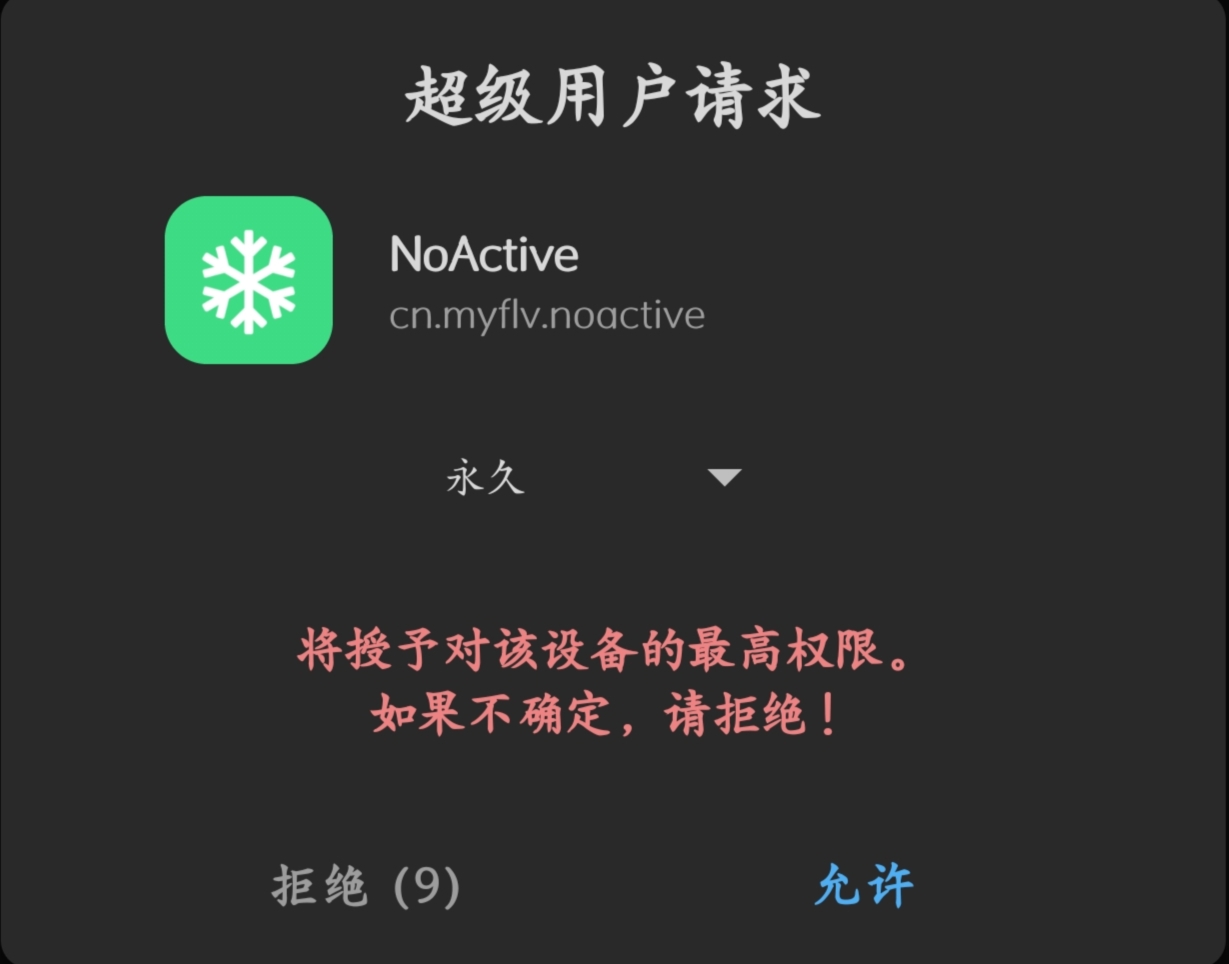 超级用户请求
NoActive
cn.myflv.noactive
永久
将授予对该设备的最高权限。
如果不确定，请拒绝！
拒绝 (9)
允许